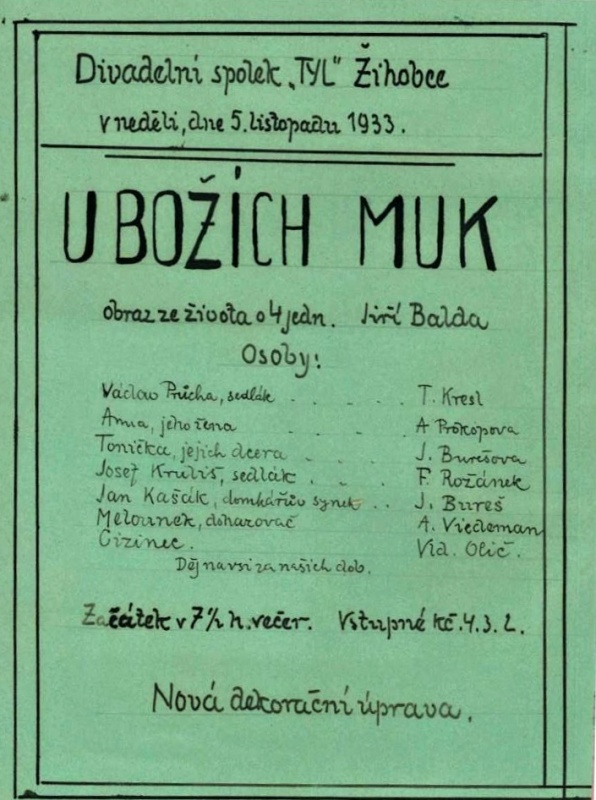 Divadelní spolek „TYL" Žihobce
v neděli, dne 5. listopadu 1933.
U BOŽÍCH MUK
obraz ze života o 4 jedn. Jiří Balda
Osoby:
Václav Průcha, sedlák . . . . T. Kresl
Anna, jeho žena . . . A Prokopova
Tonička, jejich dcera . . . J. Burešova
Josef Kruliš, sedlák . . . F. Rožánek
Jan Kašák, domkářův synek . . J. Bureš
Melounek, dohazovač A. Viedeman
Cizinec. Vid. Olič.
Děj na vsi za našich dob.
Začátek v 7½ h. večer. Vstupné kč. 4. 3. 2.
Nová dekorační úprava.